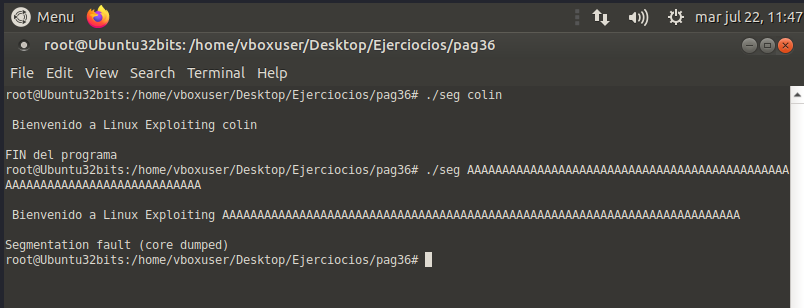 Menu
mar jul 22, 11:47
root@Ubuntu32bits: /home/vboxuser/Desktop/Ejerciocios/pag36
File Edit View Search Terminal Help
root@Ubuntu32bits:/home/vboxuser/Desktop/Ejerciocios/pag36# ./seg colin
Bienvenido a Linux Exploiting colin
FIN del programa
root@Ubuntu32bits:/home/vboxuser/Desktop/Ejerciocios/pag36# ./seg AAAAAAAAAAAAAAAAAAAAAAAAAAAAAAAAAAAAAAAAAAAAAA
AAAAAAAAAAAAAAAAAAAAAAAAAAAA
Bienvenido a Linux Exploiting AAAAAAAAAAAAAAAAAAAAAAAAAAAAAAAAAAAAAAAAAAAAAAAAAAAAAAAAAAAAAAAAAAAAAAAAAA
Segmentation fault (core dumped)
root@Ubuntu32bits:/home/vboxuser/Desktop/Ejerciocios/pag36#